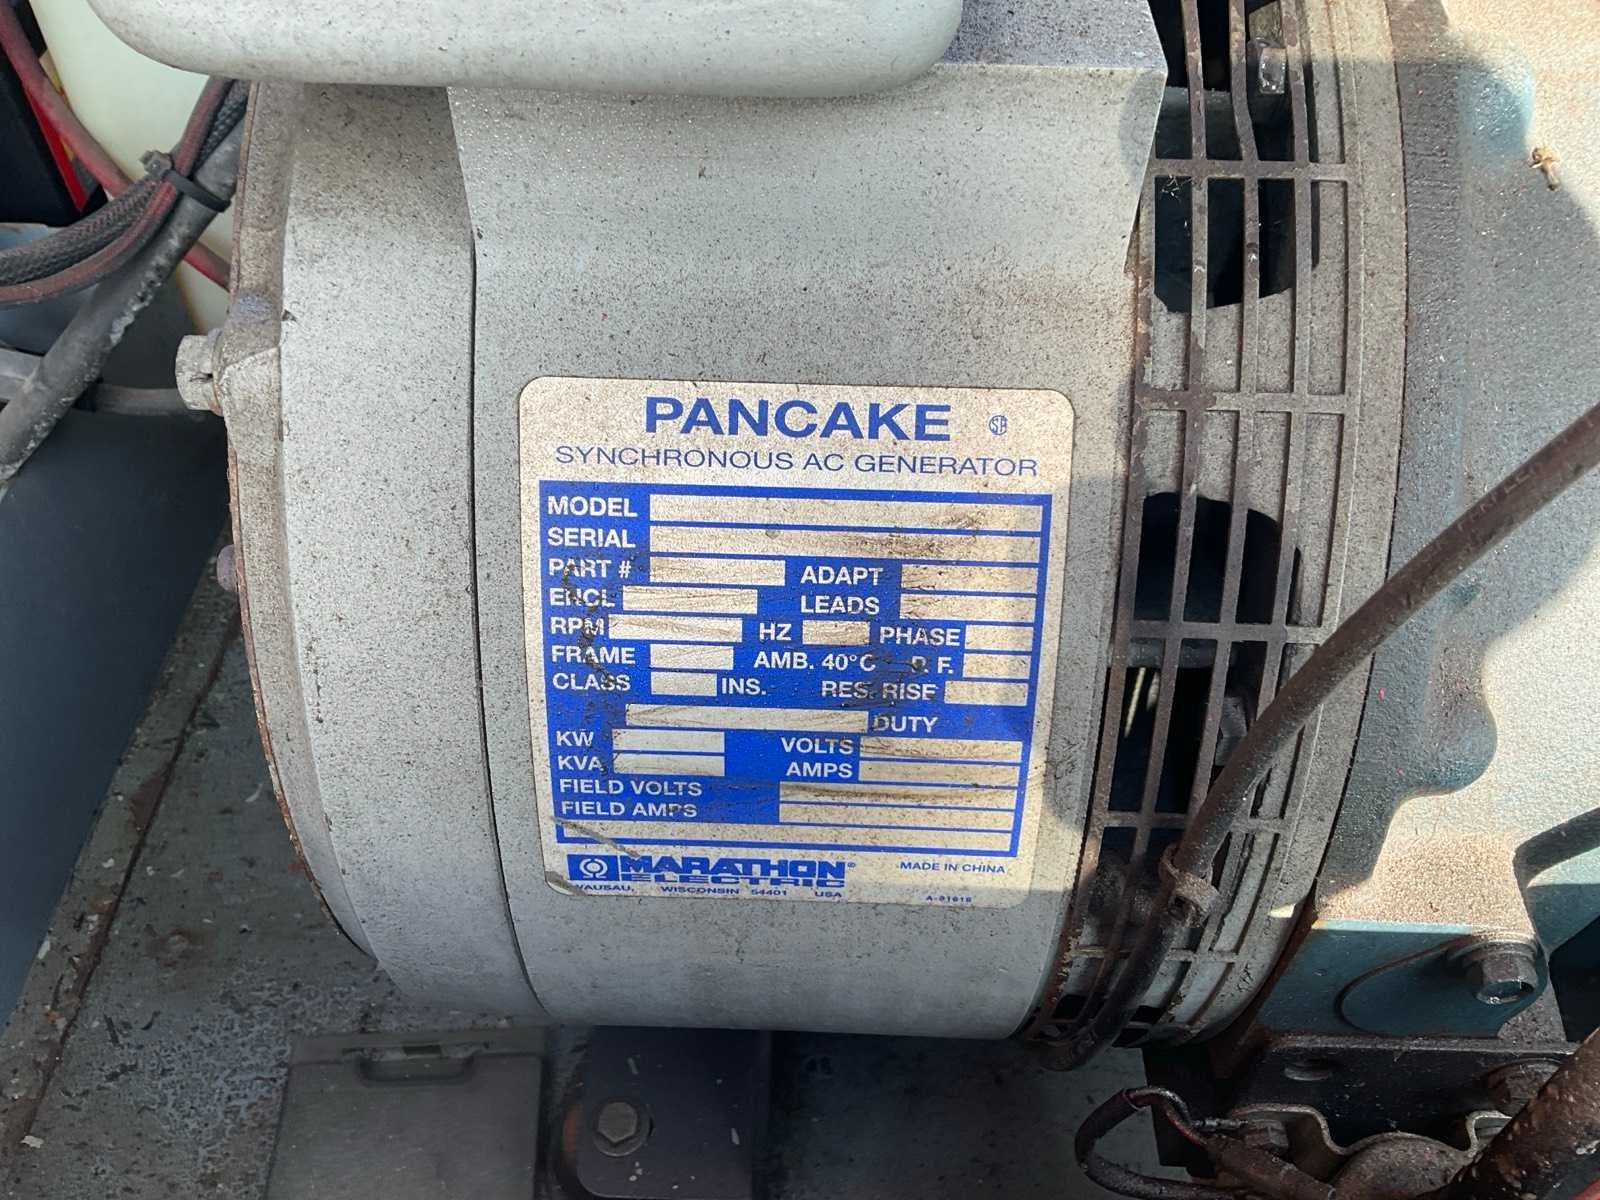 PANCAKE
SYNCHRONOUS AC GENERATOR
MODEL
SERIAL
PART # ADAPT
ENCL LEADS
RPM HZ PHASE
FRAME AMB. 40°C P. F.
CLASS INS. RES. RISE
DUTY
KW VOLTS
KVA AMPS
FIELD VOLTS
FIELD AMPS
MARATHON® MADE IN CHINA
ELECTRIC
WAUSAU, WISCONSIN 54401 USA